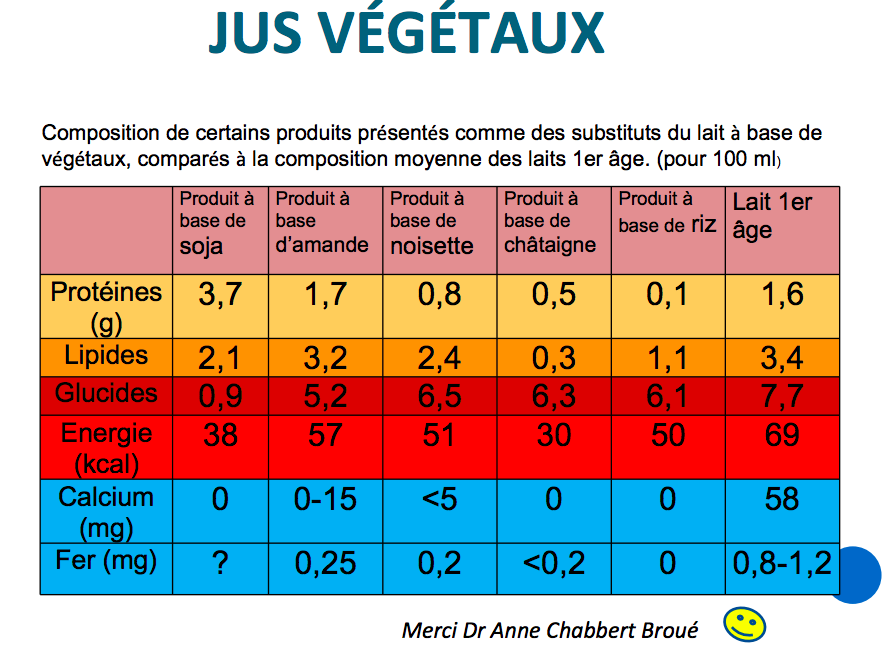 JUS VÉGÉTAUX
Composition de certains produits présentés comme des substituts du lait à base de
végétaux, comparés à la composition moyenne des laits 1er âge. (pour 100 ml)
Produit à base de soja
Produit à base d'amande
Produit à base de noisette
Produit à base de châtaigne
Produit à base de riz
Lait 1er âge
Protéines (g) 3,7 1,7 0,8 0,5 0,1 1,6
Lipides 2,1 3,2 2,4 0,3 1,1 3,4
Glucides 0,9 5,2 6,5 6,3 6,1 7,7
Energie (kcal) 38 57 51 30 50 69
Calcium (mg) 0 0-15 <5 0 0 58
Fer (mg) ? 0,25 0,2 <0,2 0 0,8-1,2
Merci Dr Anne Chabbert Broué